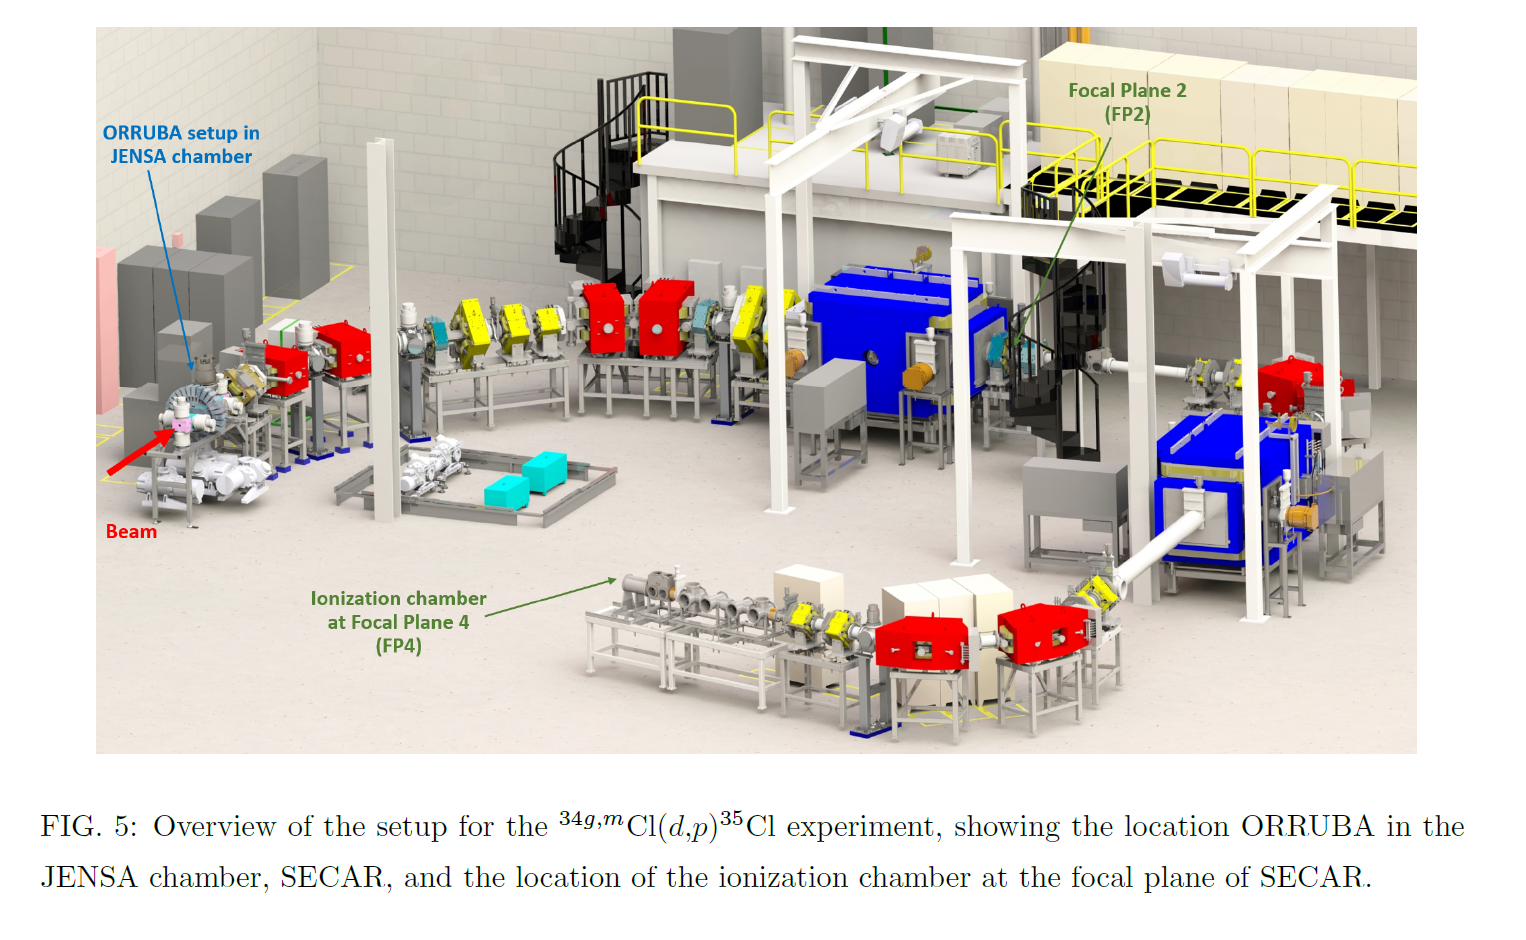 Focal Plane 2
(FP2)
ORRUBA setup in
JENSA chamber
Beam
Ionization chamber
at Focal Plane 4
(FP4)
FIG. 5: Overview of the setup for the ³⁴ᵍ,ᵐCl(d,p)³⁵Cl experiment, showing the location ORRUBA in the
JENSA chamber, SECAR, and the location of the ionization chamber at the focal plane of SECAR.